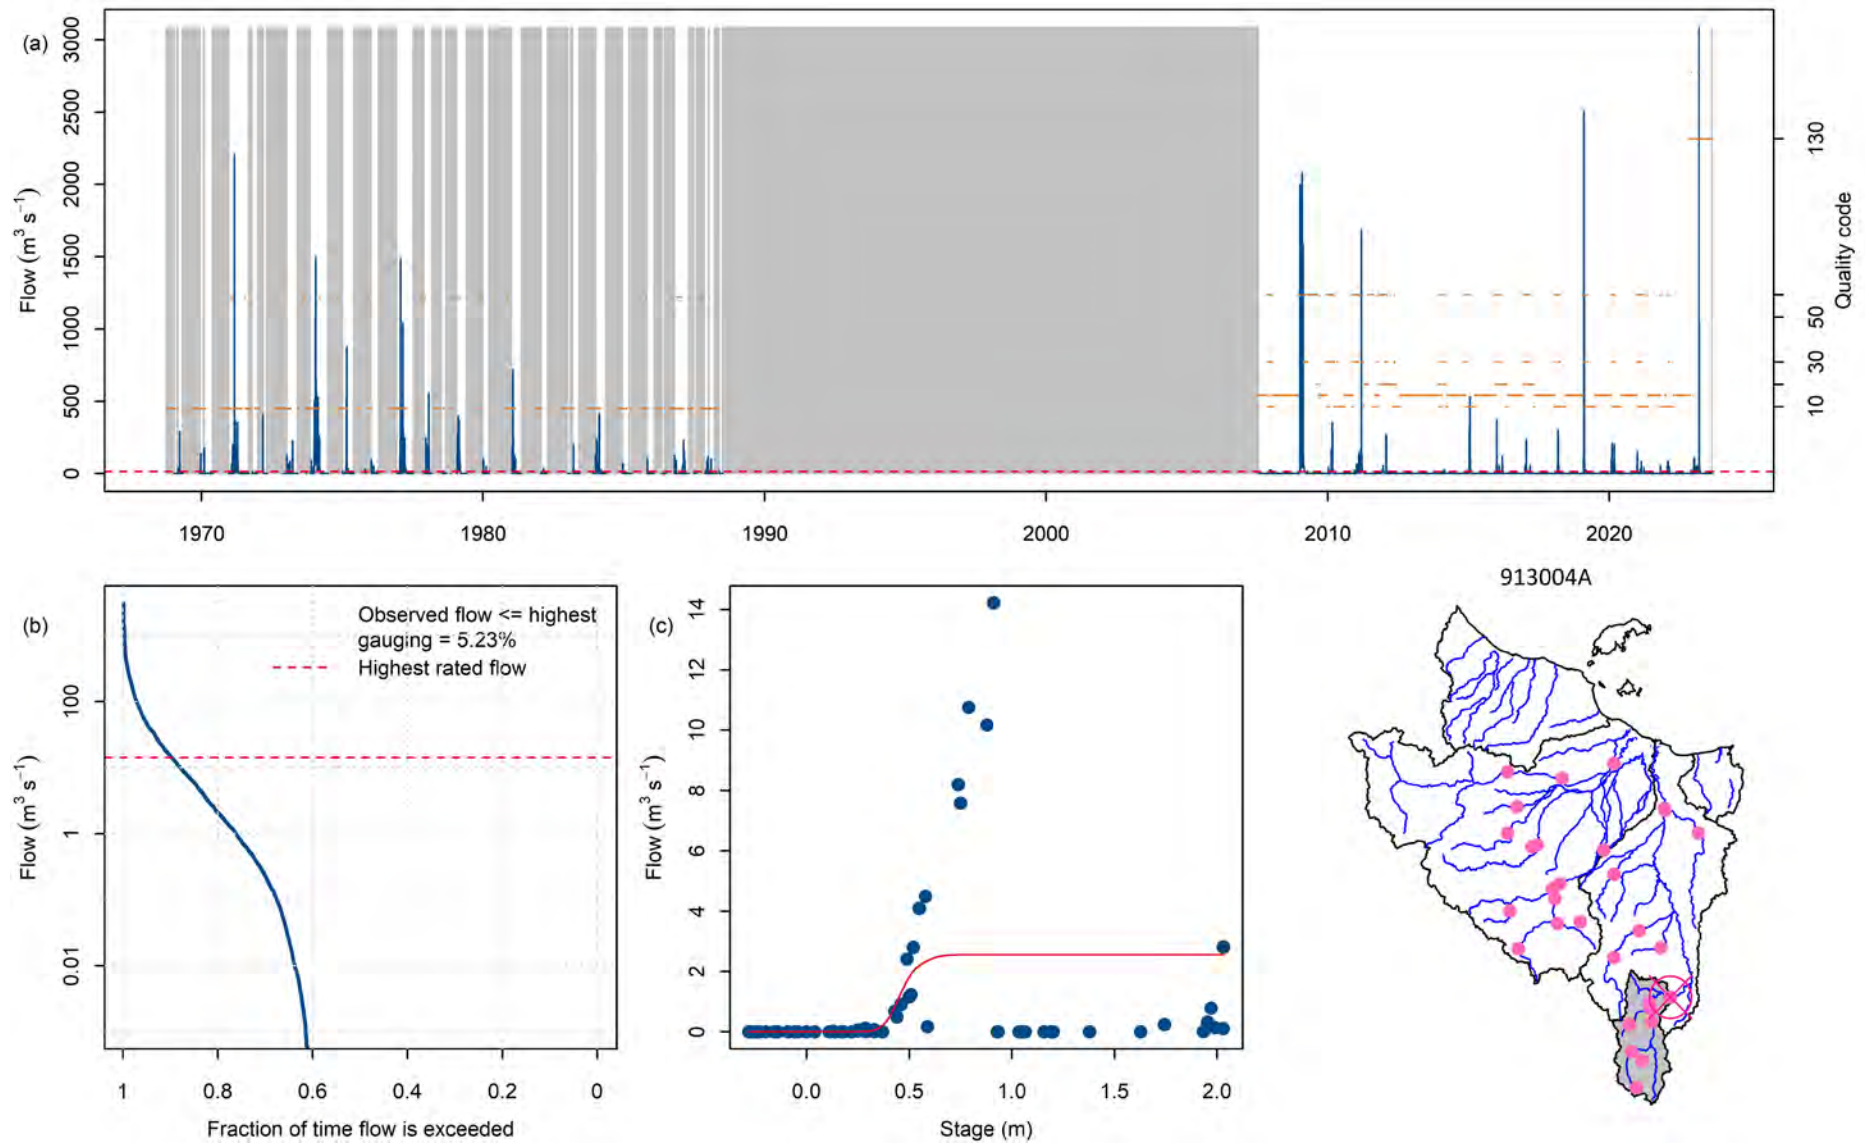 (a)
3000
2500
2000
1500
1000
500
0
Flow (m³ s⁻¹)
130
50
30
10
Quality code
1970 1980 1990 2000 2010 2020
(b)
Observed flow <= highest
gauging = 5.23%
Highest rated flow
100
1
0.01
Flow (m³ s⁻¹)
1 0.8 0.6 0.4 0.2 0
Fraction of time flow is exceeded
(c)
14
12
10
8
6
4
2
0
Flow (m³ s⁻¹)
0.0 0.5 1.0 1.5 2.0
Stage (m)
913004A